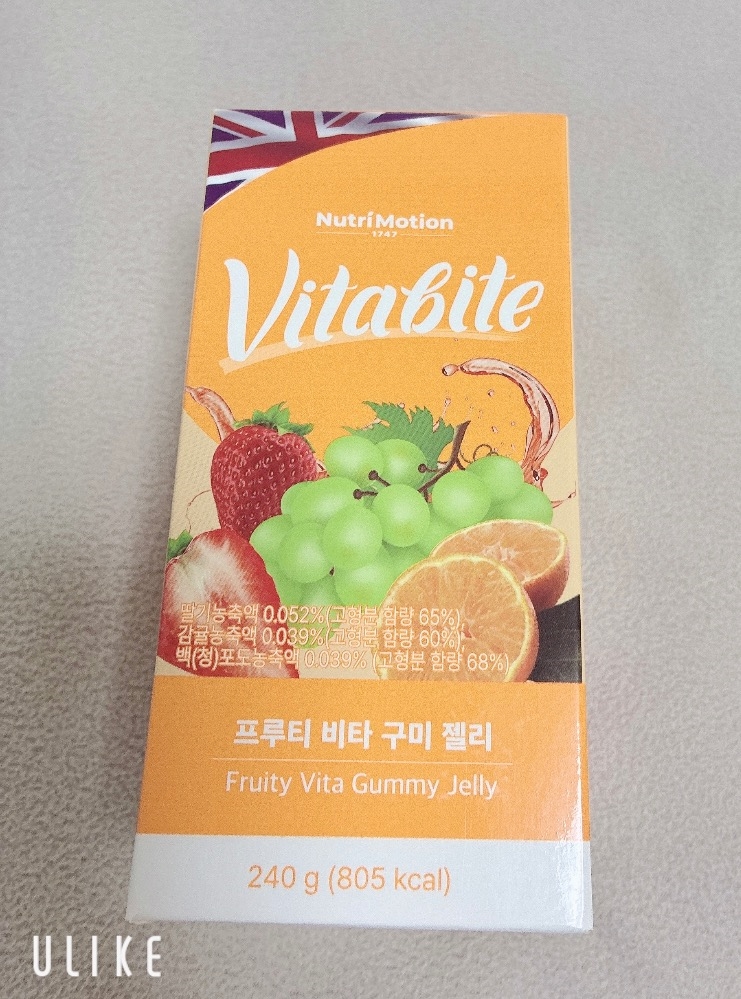 NutriMotion
1747
Vitabite
딸기농축액 0.052%(고형분 함량 65%),
감귤농축액 0.039%(고형분 함량 60%),
백(청)포도농축액 0.039% (고형분 함량 68%)
프루티 비타 구미 젤리
Fruity Vita Gummy Jelly
240 g (805 kcal)
ULIKE